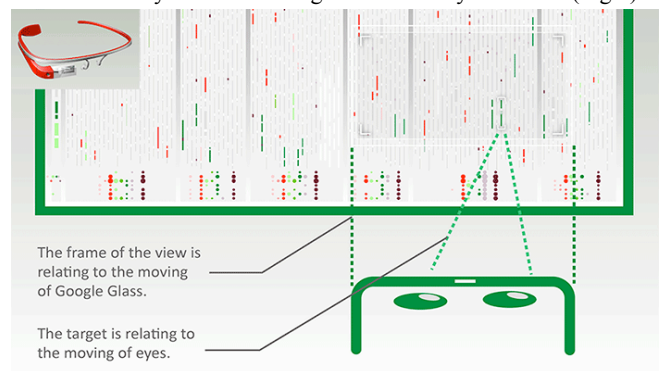 The frame of the view is
relating to the moving
of Google Glass.
The target is relating to
the moving of eyes.